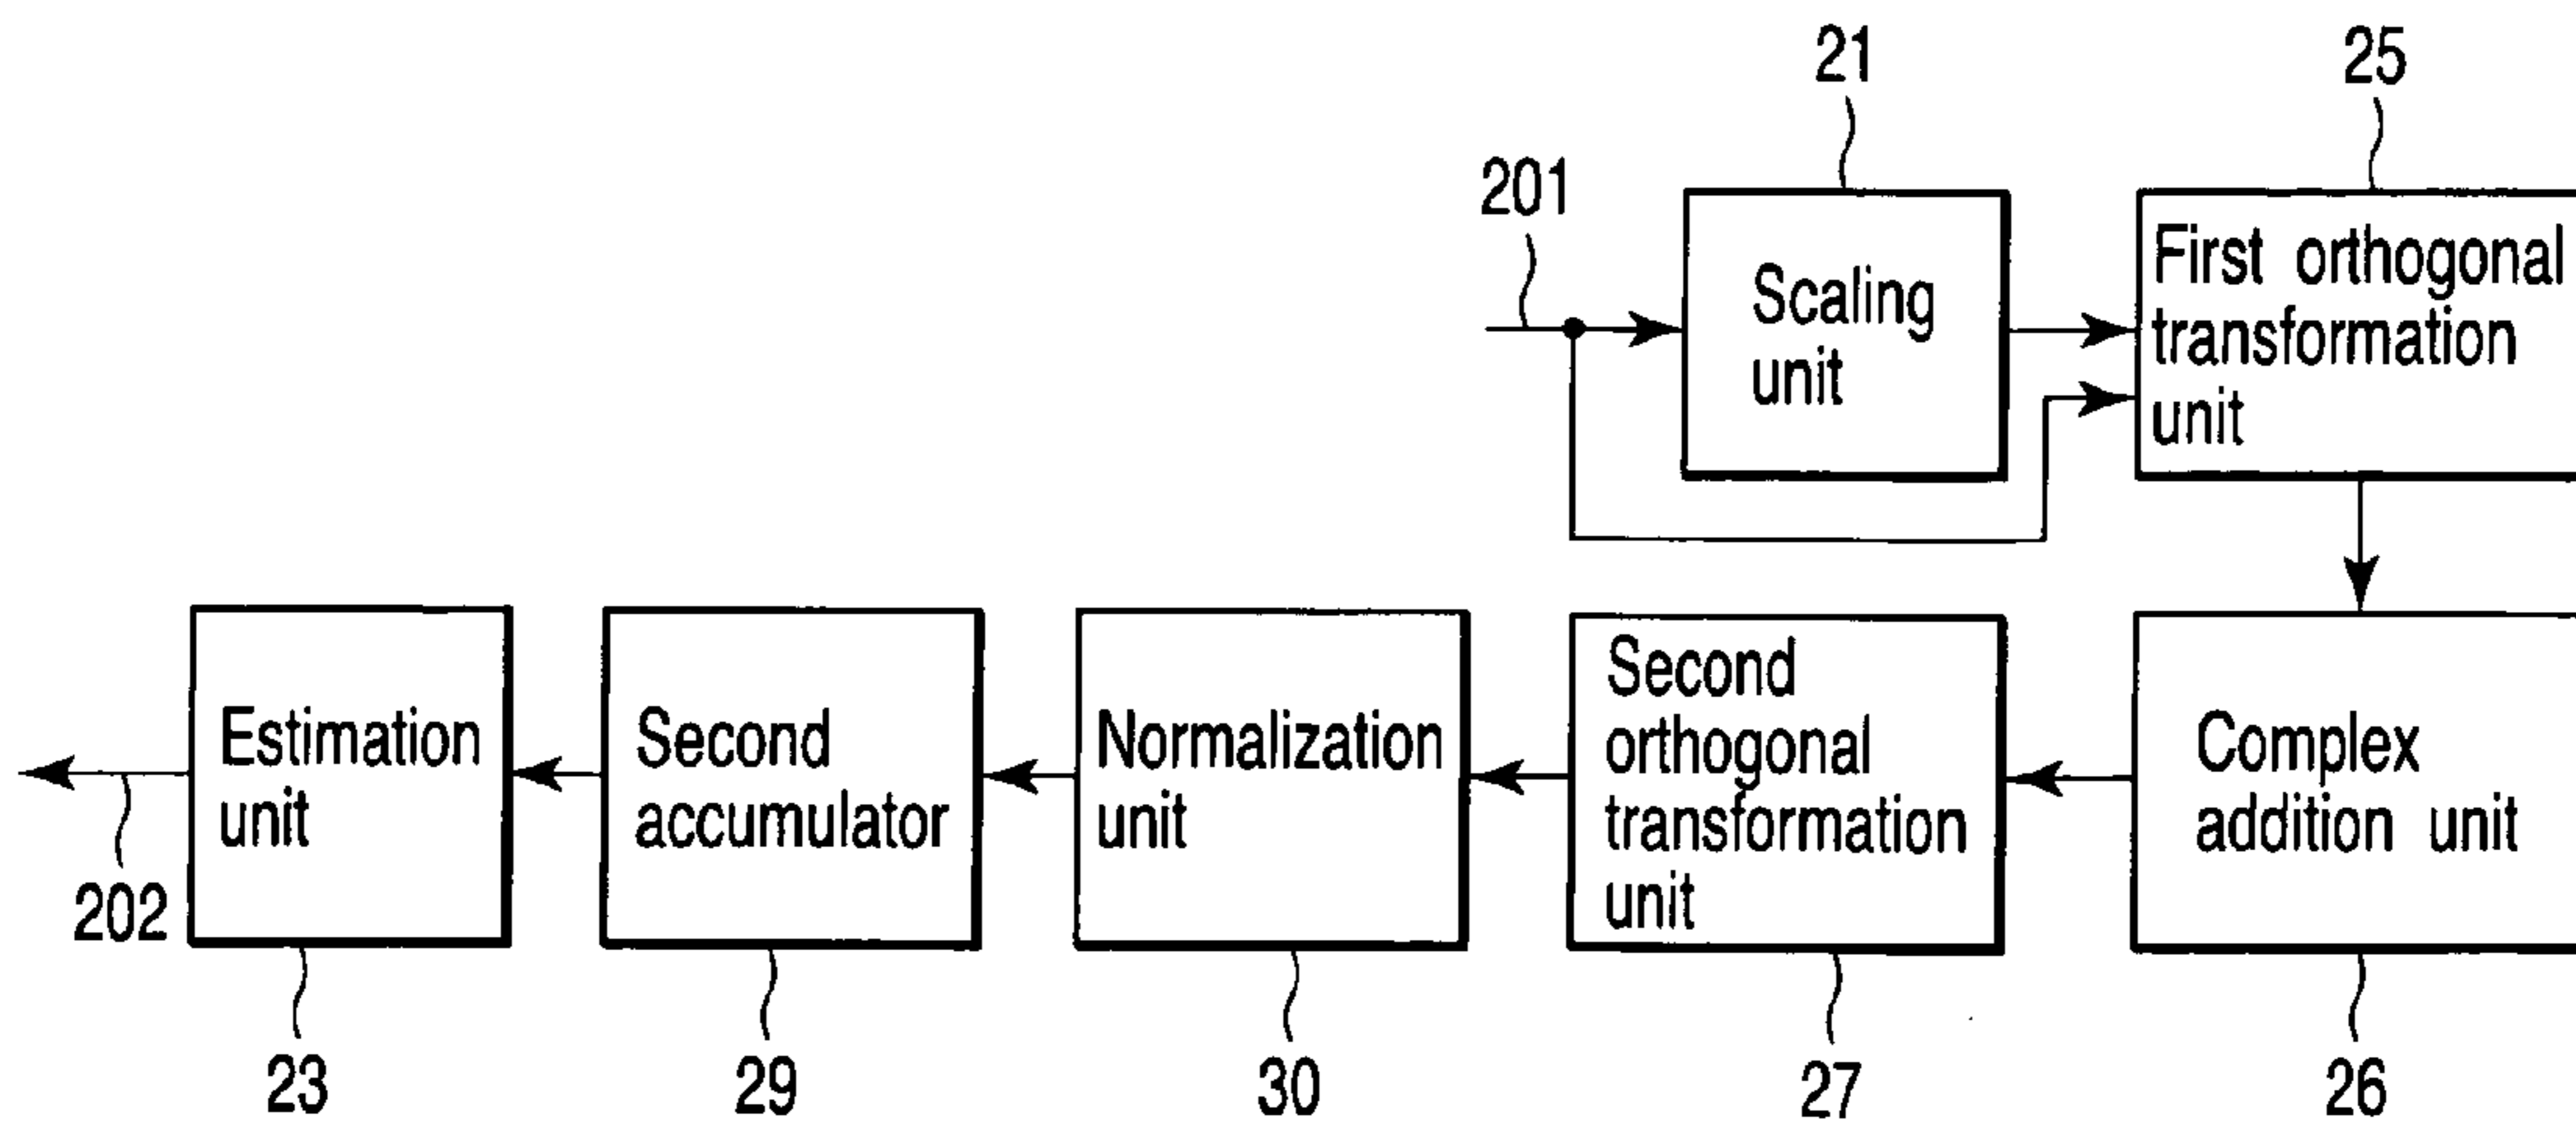 21
25
201
Scaling
unit
First orthogonal
transformation
unit
Estimation
unit
Second
accumulator
Normalization
unit
Second
orthogonal
transformation
unit
Complex
addition unit
202
23
29
30
27
26